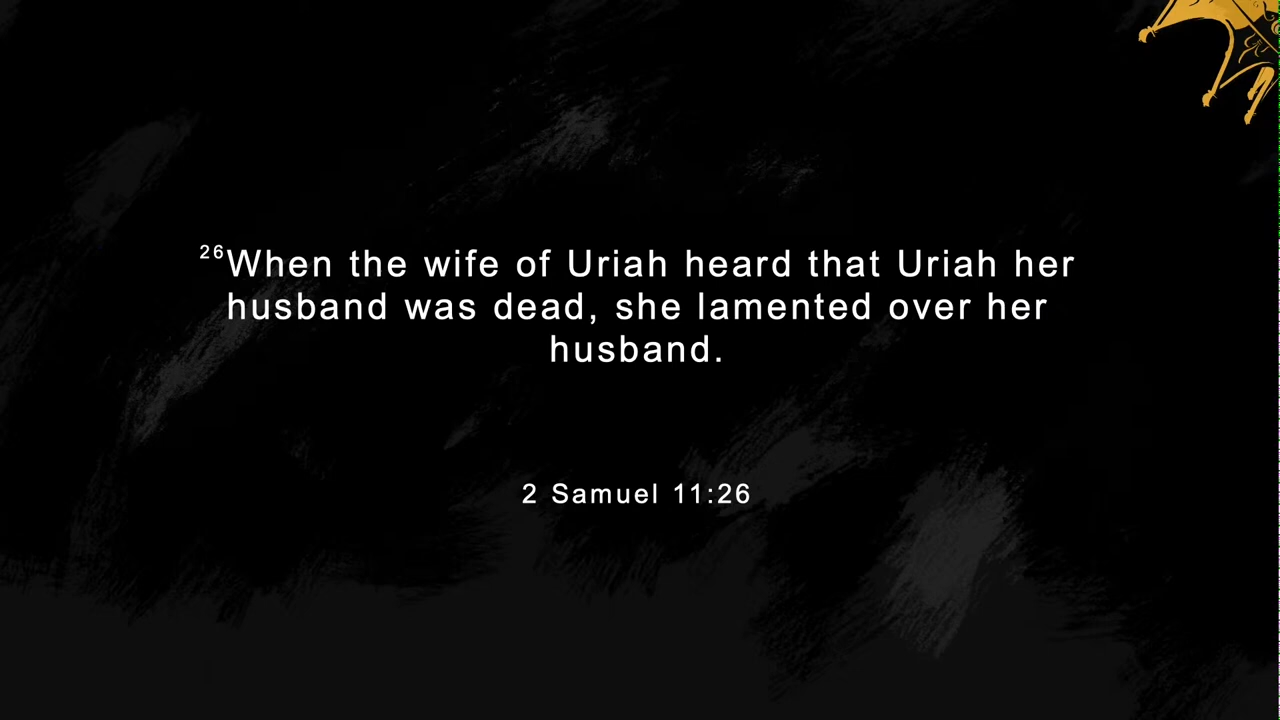 26When the wife of Uriah heard that Uriah her
husband was dead, she lamented over her
husband.
2 Samuel 11:26